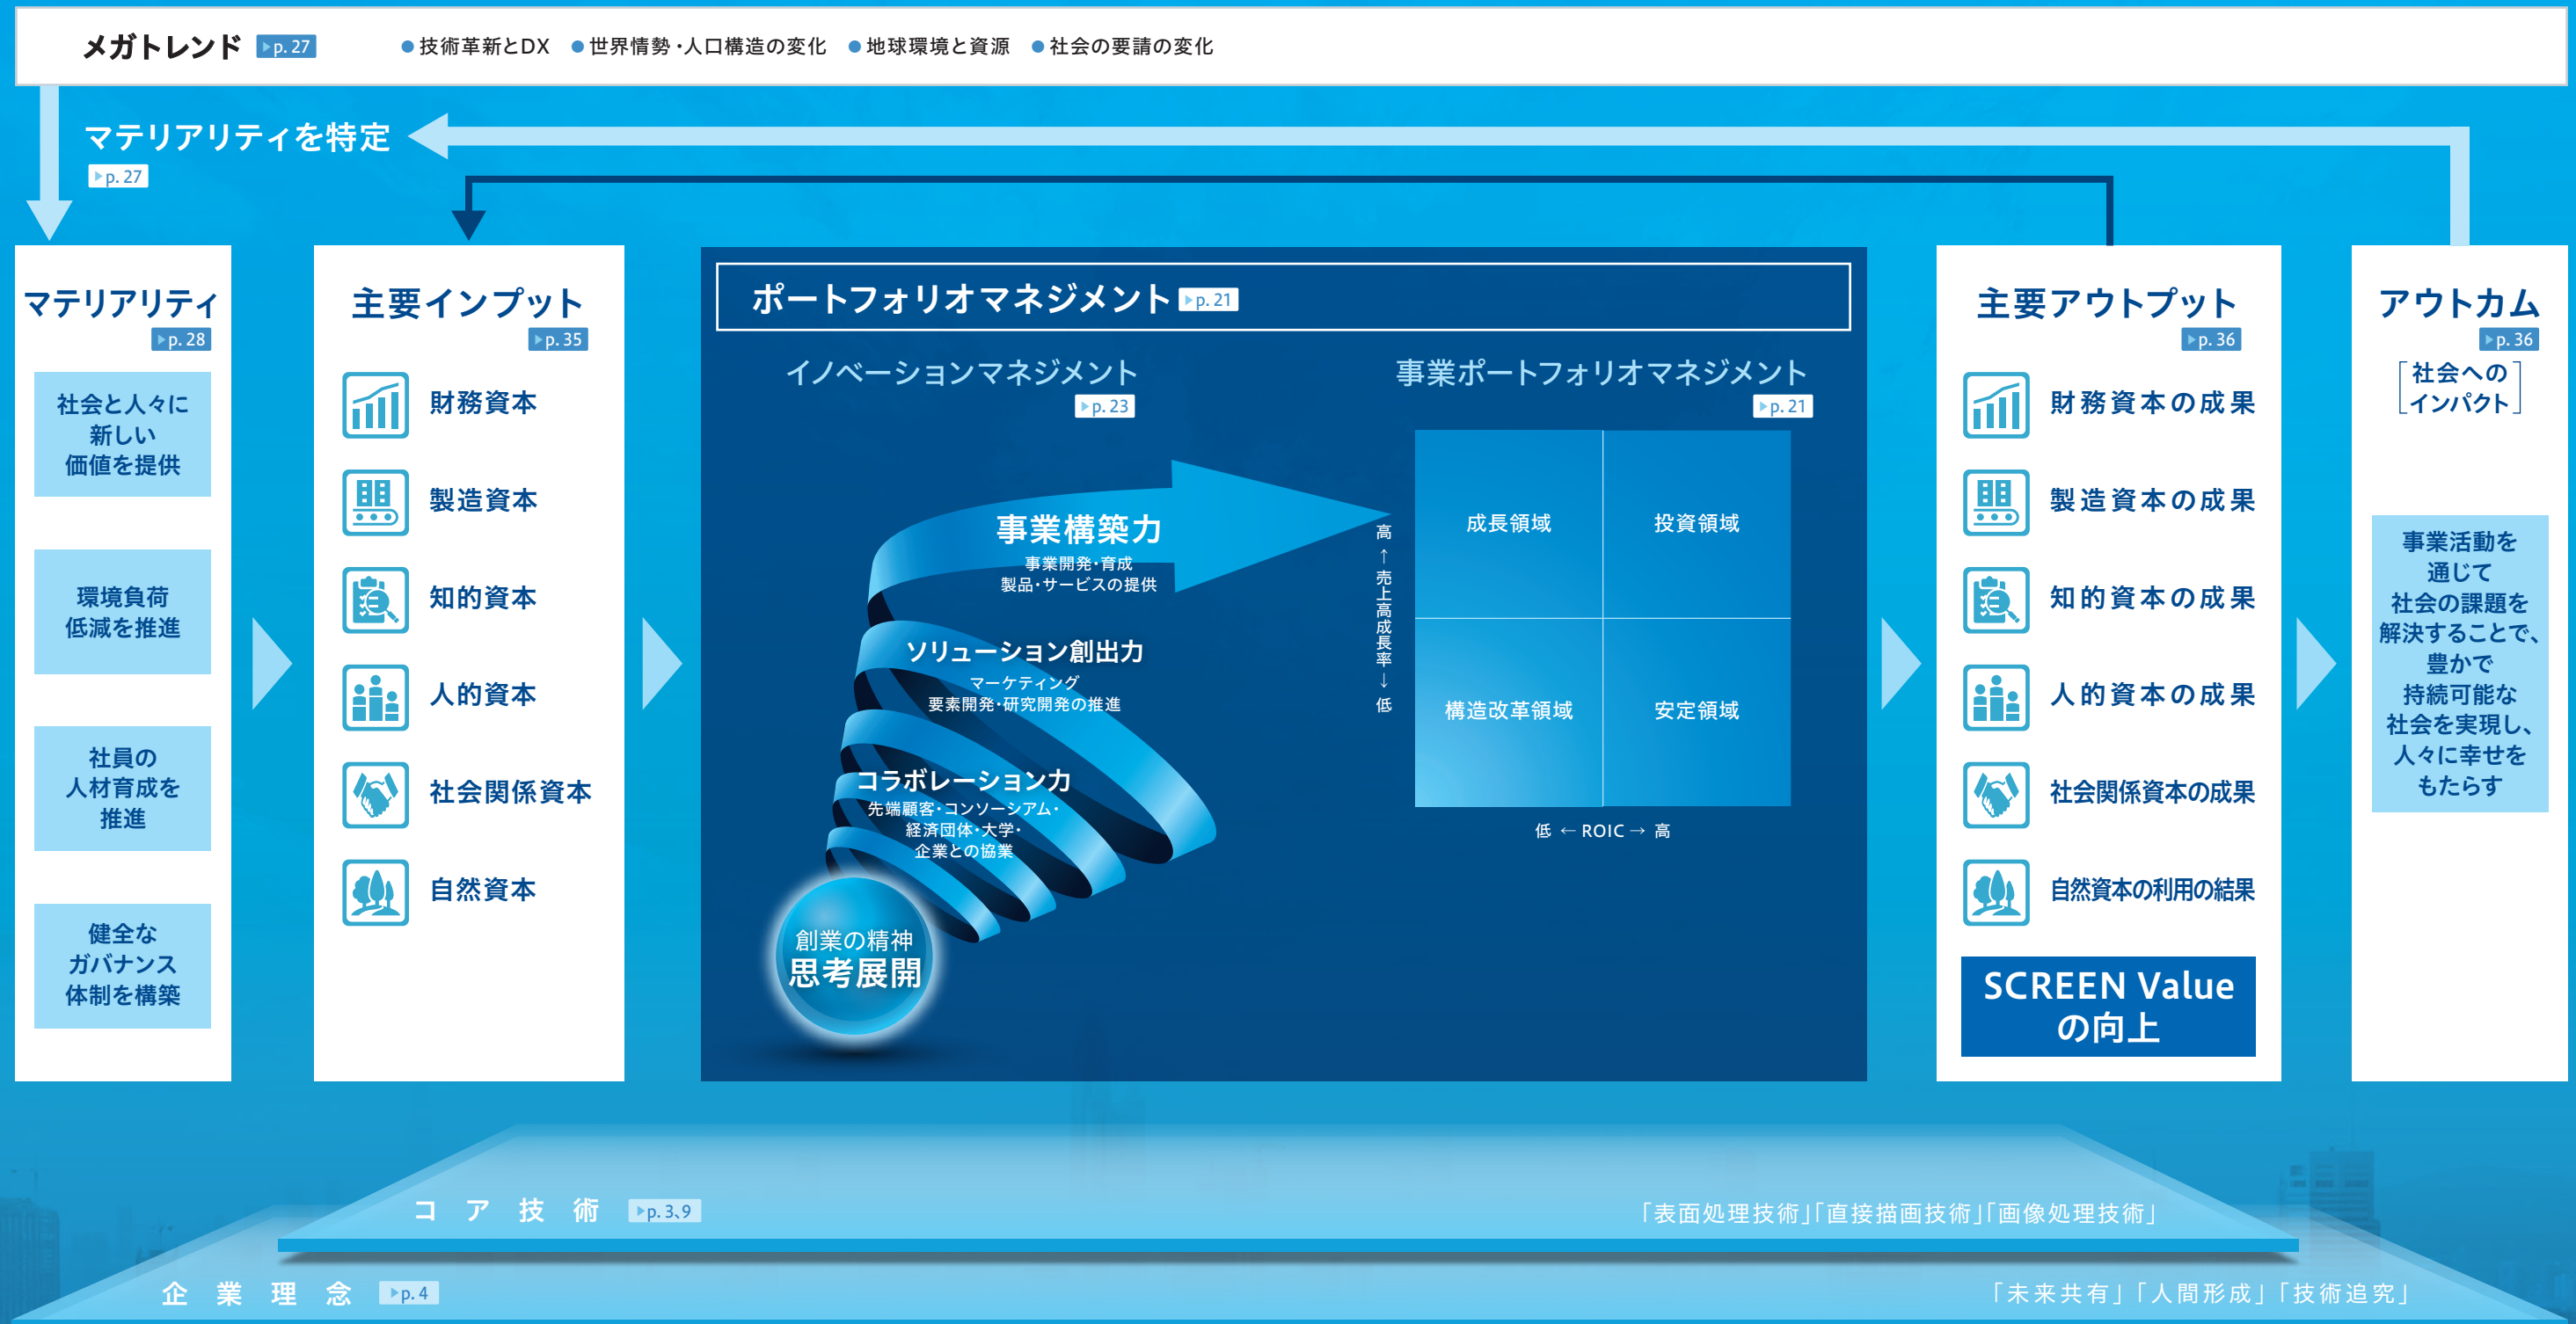 メガトレンド ▶p. 27
●技術革新とDX ●世界情勢・人口構造の変化 ●地球環境と資源 ●社会の要請の変化
マテリアリティを特定
▶p. 27
マテリアリティ
▶p. 28
社会と人々に
新しい
価値を提供
環境負荷
低減を推進
社員の
人材育成を
推進
健全な
ガバナンス
体制を構築
主要インプット
▶p. 35
財務資本
製造資本
知的資本
人的資本
社会関係資本
自然資本
ポートフォリオマネジメント ▶p. 21
イノベーションマネジメント
▶p. 23
事業構築力
事業開発・育成
製品・サービスの提供
ソリューション創出力
マーケティング
要素開発・研究開発の推進
コラボレーション力
先端顧客・コンソーシアム・
経済団体・大学・
企業との協業
創業の精神
思考展開
事業ポートフォリオマネジメント
▶p. 21
高 ← 売上高成長率 → 低
成長領域
投資領域
構造改革領域
安定領域
低 ← ROIC → 高
主要アウトプット
▶p. 36
財務資本の成果
製造資本の成果
知的資本の成果
人的資本の成果
社会関係資本の成果
自然資本の利用の結果
SCREEN Value
の向上
アウトカム
▶p. 36
社会への
インパクト
事業活動を
通じて
社会の課題を
解決することで、
豊かで
持続可能な
社会を実現し、
人々に幸せを
もたらす
コア技術 ▶p. 3、9
「表面処理技術」「直接描画技術」「画像処理技術」
企業理念 ▶p. 4
「未来共有」「人間形成」「技術追究」